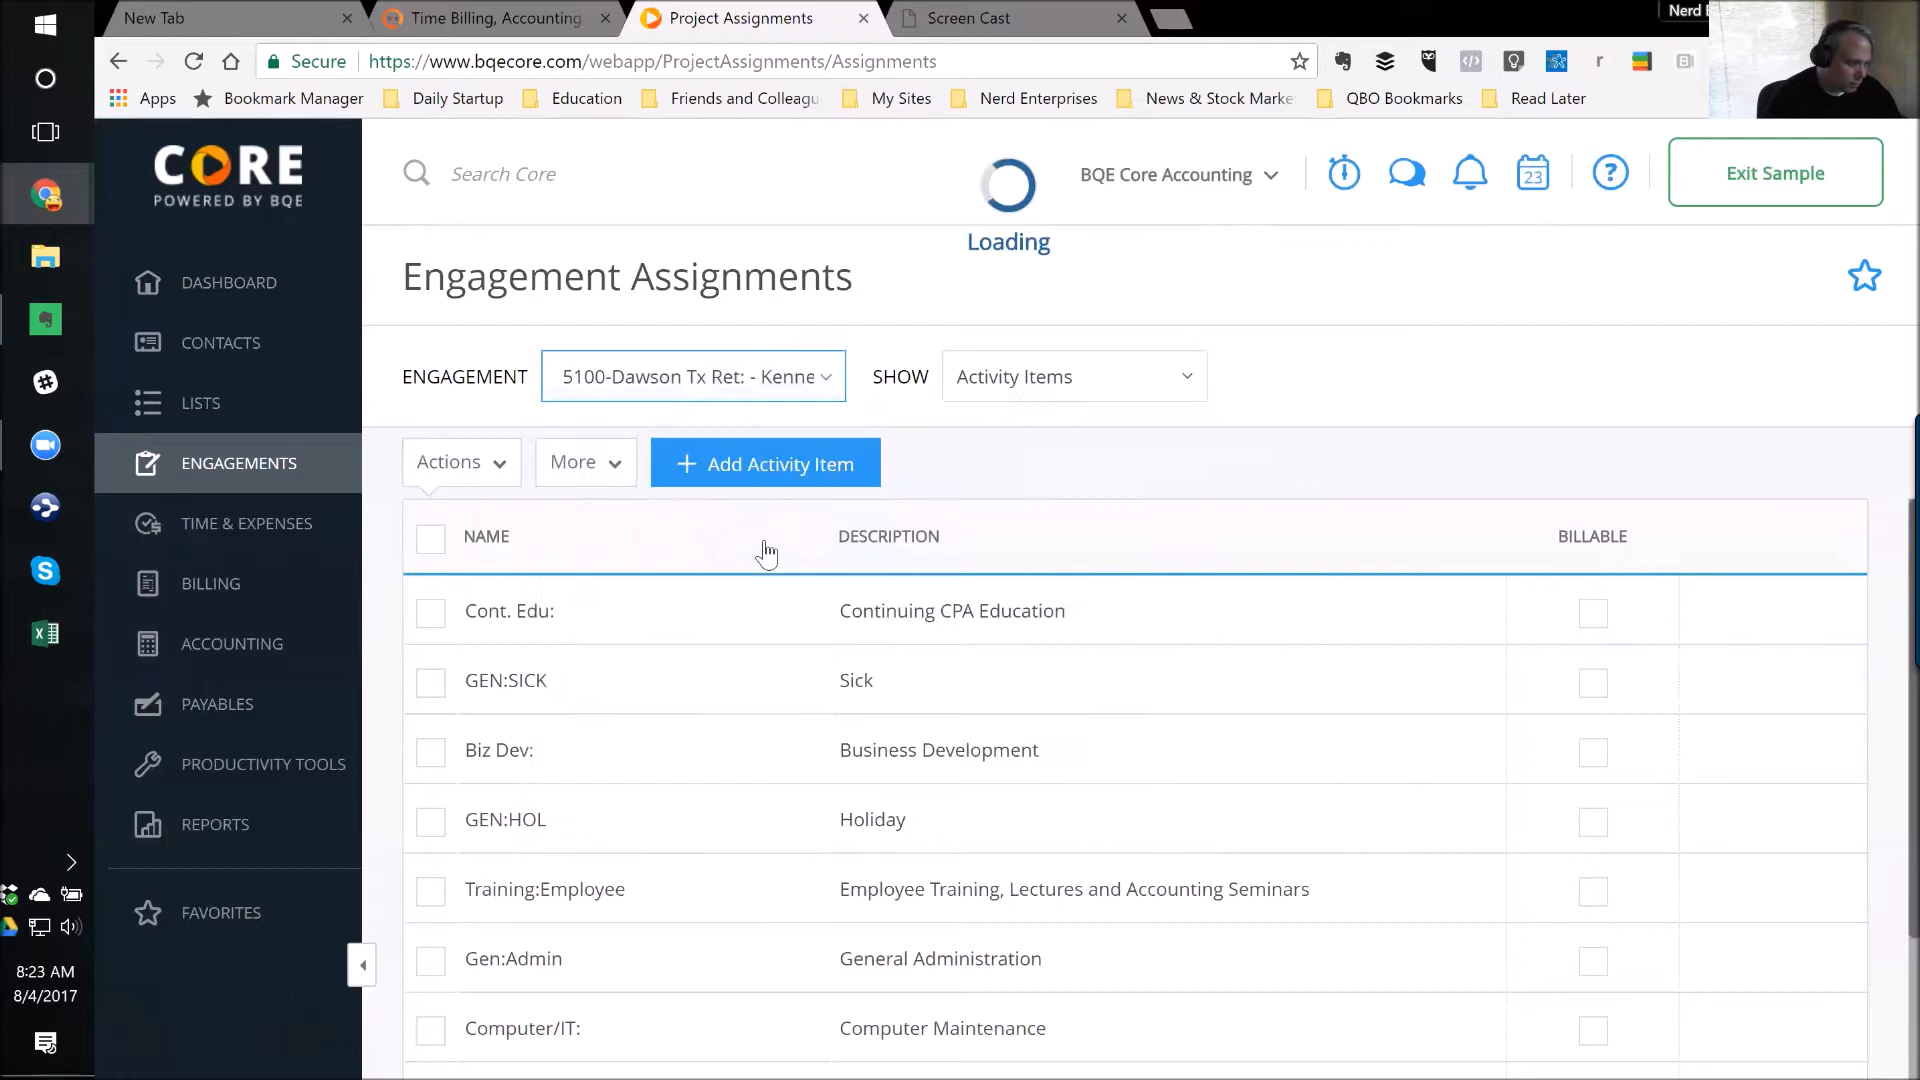 New Tab
Time Billing, Accounting
Project Assignments
Screen Cast
Nerd
Secure
https://www.bqecore.com/webapp/ProjectAssignments/Assignments
Apps
Bookmark Manager
Daily Startup
Education
Friends and Colleagu
My Sites
Nerd Enterprises
News & Stock Marke
QBO Bookmarks
Read Later
CORE
POWERED BY BQE
Search Core
Loading
BQE Core Accounting
23
Exit Sample
DASHBOARD
CONTACTS
LISTS
ENGAGEMENTS
TIME & EXPENSES
BILLING
ACCOUNTING
PAYABLES
PRODUCTIVITY TOOLS
REPORTS
FAVORITES
Engagement Assignments
ENGAGEMENT
5100-Dawson Tx Ret: - Kenne
SHOW
Activity Items
Actions
More
+ Add Activity Item
NAME DESCRIPTION BILLABLE
Cont. Edu: Continuing CPA Education
GEN:SICK Sick
Biz Dev: Business Development
GEN:HOL Holiday
Training:Employee Employee Training, Lectures and Accounting Seminars
Gen:Admin General Administration
Computer/IT: Computer Maintenance
8:23 AM
8/4/2017